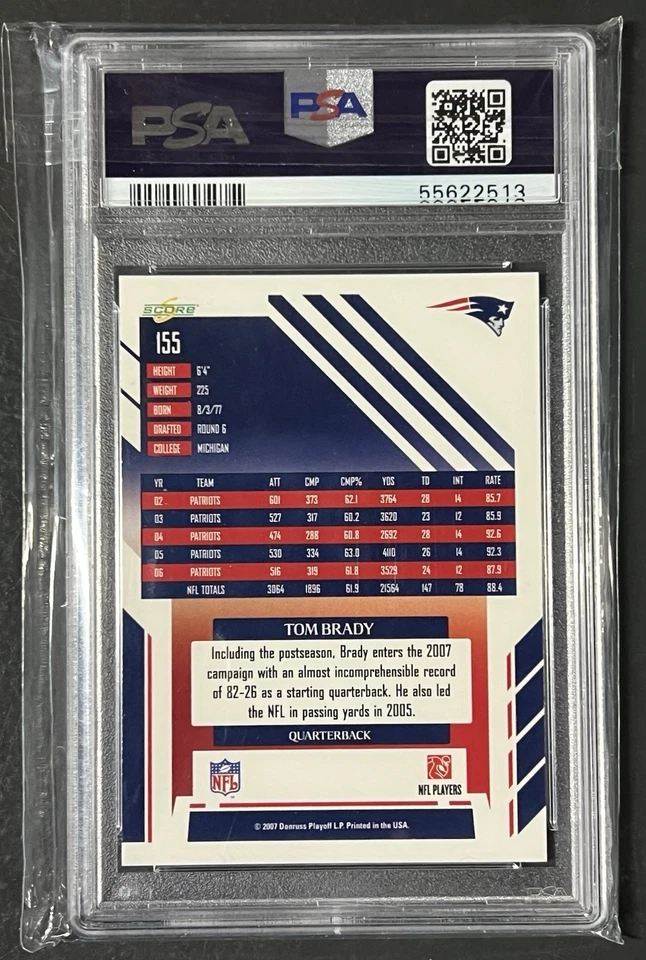 PSA
PSA
55622513
SCORE
155
HEIGHT 6'4"
WEIGHT 225
BORN 8/3/77
DRAFTED ROUND 6
COLLEGE MICHIGAN
YR TEAM ATT CMP CMP% YDS TD INT RATE
02 PATRIOTS 601 373 62.1 3764 28 14 85.7
03 PATRIOTS 527 317 60.2 3620 23 12 85.9
04 PATRIOTS 474 288 60.8 2692 28 14 92.6
05 PATRIOTS 530 334 63.0 4110 26 14 92.3
06 PATRIOTS 516 319 61.8 3529 24 12 87.9
NFL TOTALS 3064 1896 61.9 21564 147 78 88.4
TOM BRADY
Including the postseason, Brady enters the 2007
campaign with an almost incomprehensible record
of 82-26 as a starting quarterback. He also led
the NFL in passing yards in 2005.
QUARTERBACK
NFL
NFL PLAYERS
© 2007 Donruss Playoff L.P. Printed in the USA.
PSA